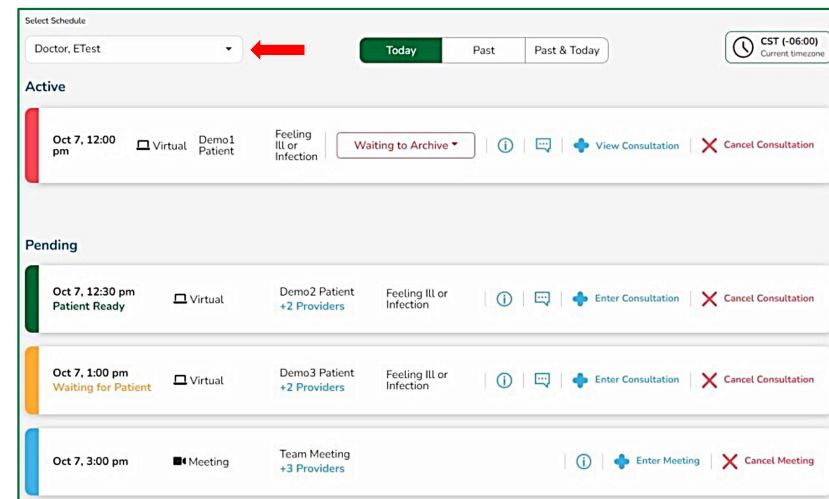 Select Schedule
Doctor, ETest
Today Past Past & Today
CST (-06:00)
Current timezone
Active
Oct 7, 12:00 pm
Virtual
Demo1 Patient
Feeling Ill or Infection
Waiting to Archive
View Consultation
Cancel Consultation
Pending
Oct 7, 12:30 pm
Patient Ready
Virtual
Demo2 Patient
+2 Providers
Feeling Ill or Infection
Enter Consultation
Cancel Consultation
Oct 7, 1:00 pm
Waiting for Patient
Virtual
Demo3 Patient
+2 Providers
Feeling Ill or Infection
Enter Consultation
Cancel Consultation
Oct 7, 3:00 pm
Meeting
Team Meeting
+3 Providers
Enter Meeting
Cancel Meeting